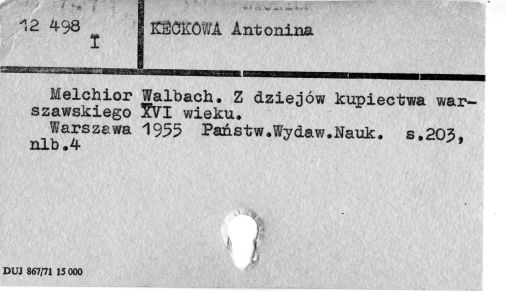 12 498
I
KECKOWA Antonina
Melchior Walbach. Z dziejów kupiectwa war-
szawskiego XVI wieku.
Warszawa 1955 Państw.Wydaw.Nauk. s.203,
nlb.4
DUJ 867/71 15 000